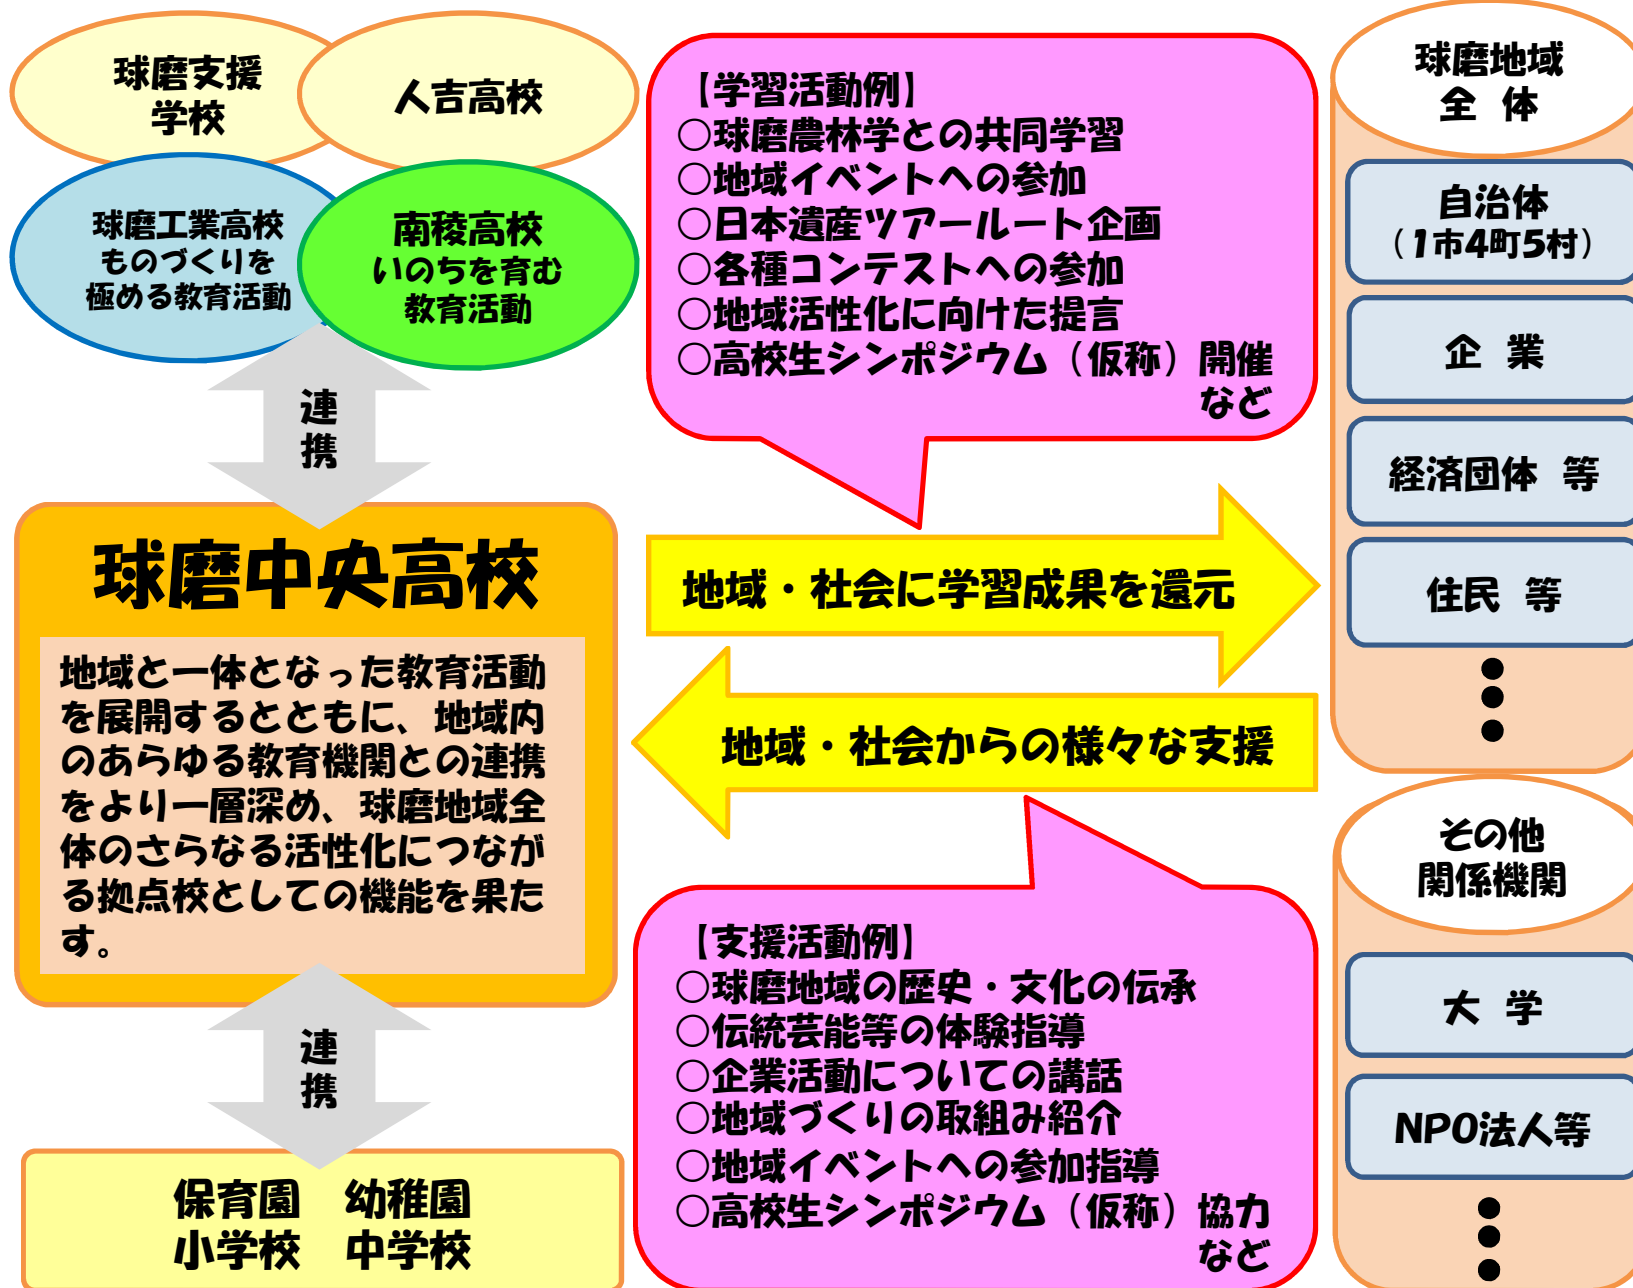 球磨支援
学校
人吉高校
球磨工業高校
ものづくりを
極める教育活動
南稜高校
いのちを育む
教育活動
連
携
球磨中央高校
地域と一体となった教育活動
を展開するとともに、地域内
のあらゆる教育機関との連携
をより一層深め、球磨地域全
体のさらなる活性化につなが
る拠点校としての機能を果た
す。
連
携
保育園　幼稚園
小学校　中学校
【学習活動例】
○球磨農林学との共同学習
○地域イベントへの参加
○日本遺産ツアールート企画
○各種コンテストへの参加
○地域活性化に向けた提言
○高校生シンポジウム（仮称）開催
など
地域・社会に学習成果を還元
地域・社会からの様々な支援
【支援活動例】
○球磨地域の歴史・文化の伝承
○伝統芸能等の体験指導
○企業活動についての講話
○地域づくりの取組み紹介
○地域イベントへの参加指導
○高校生シンポジウム（仮称）協力
など
球磨地域
全　体
自治体
（1市4町5村）
企　業
経済団体　等
住民　等
その他
関係機関
大　学
NPO法人等